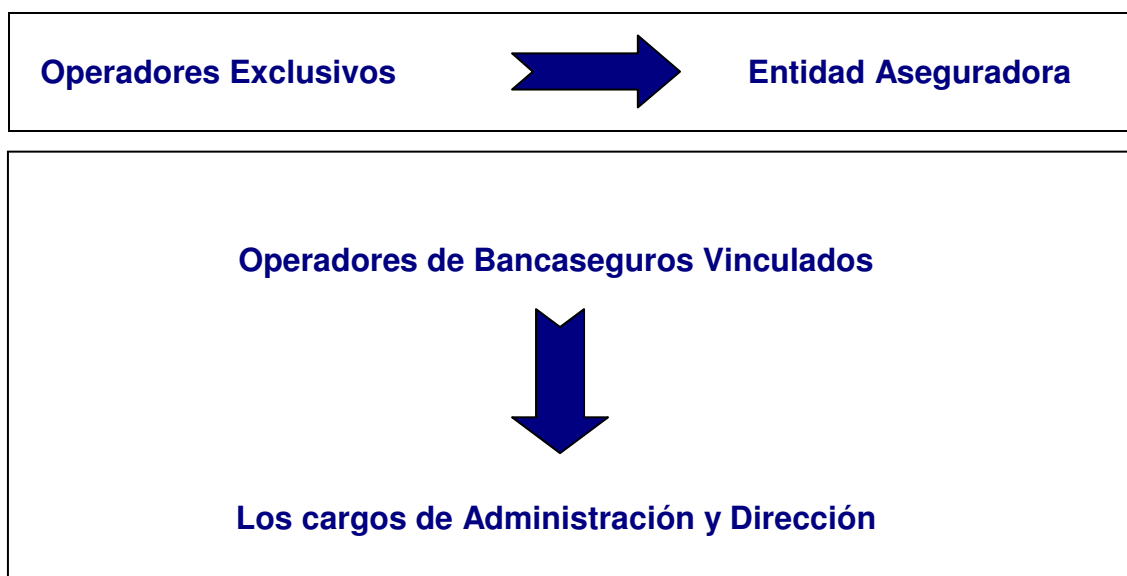 Operadores Exclusivos Entidad Aseguradora
Operadores de Bancaseguros Vinculados
Los cargos de Administración y Dirección